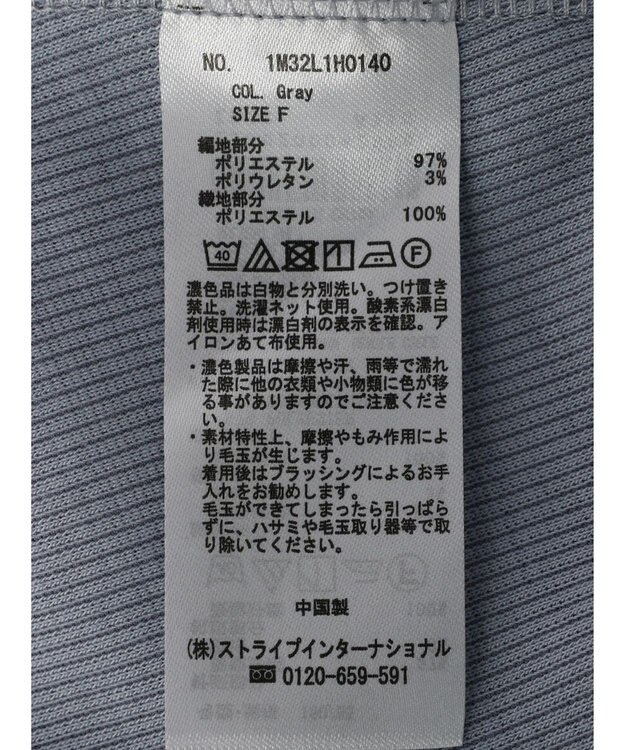 NO. 1M32L1H0140
COL. Gray
SIZE F
編地部分
ポリエステル 97%
ポリウレタン 3%
織地部分
ポリエステル 100%
40 F
濃色品は白物と分別洗い。つけ置き
禁止。洗濯ネット使用。酸素系漂白
剤使用時は漂白剤の表示を確認。ア
イロンあて布使用。
・濃色製品は摩擦や汗、雨等で濡れ
た際に他の衣類や小物類に色が移
る事がありますのでご注意くださ
い。
・素材特性上、摩擦やもみ作用によ
り毛玉が生じます。
着用後はブラッシングによるお手
入れをお勧めします。
毛玉ができてしまったら引っぱら
ずに、ハサミや毛玉取り器等で取
り除いてください。
中国製
(株)ストライプインターナショナル
0120-659-591